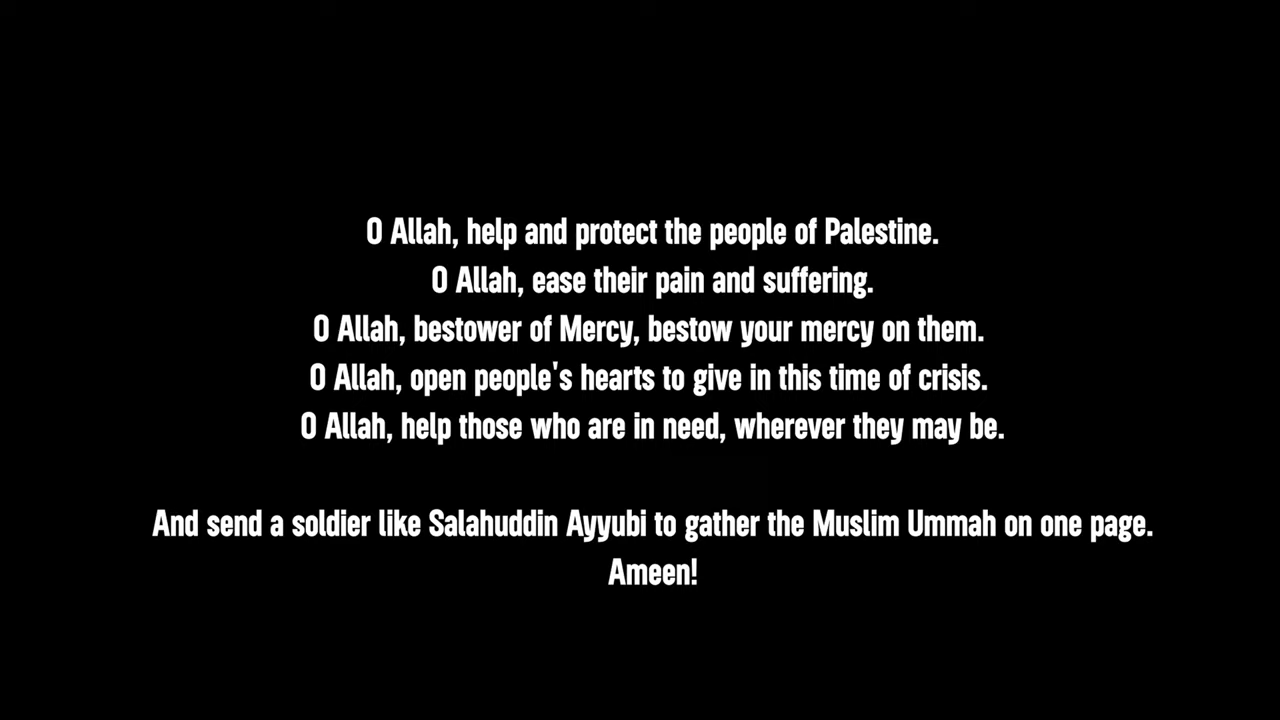 O Allah, help and protect the people of Palestine.
O Allah, ease their pain and suffering.
O Allah, bestower of Mercy, bestow your mercy on them.
O Allah, open people's hearts to give in this time of crisis.
O Allah, help those who are in need, wherever they may be.
And send a soldier like Salahuddin Ayyubi to gather the Muslim Ummah on one page.
Ameen!